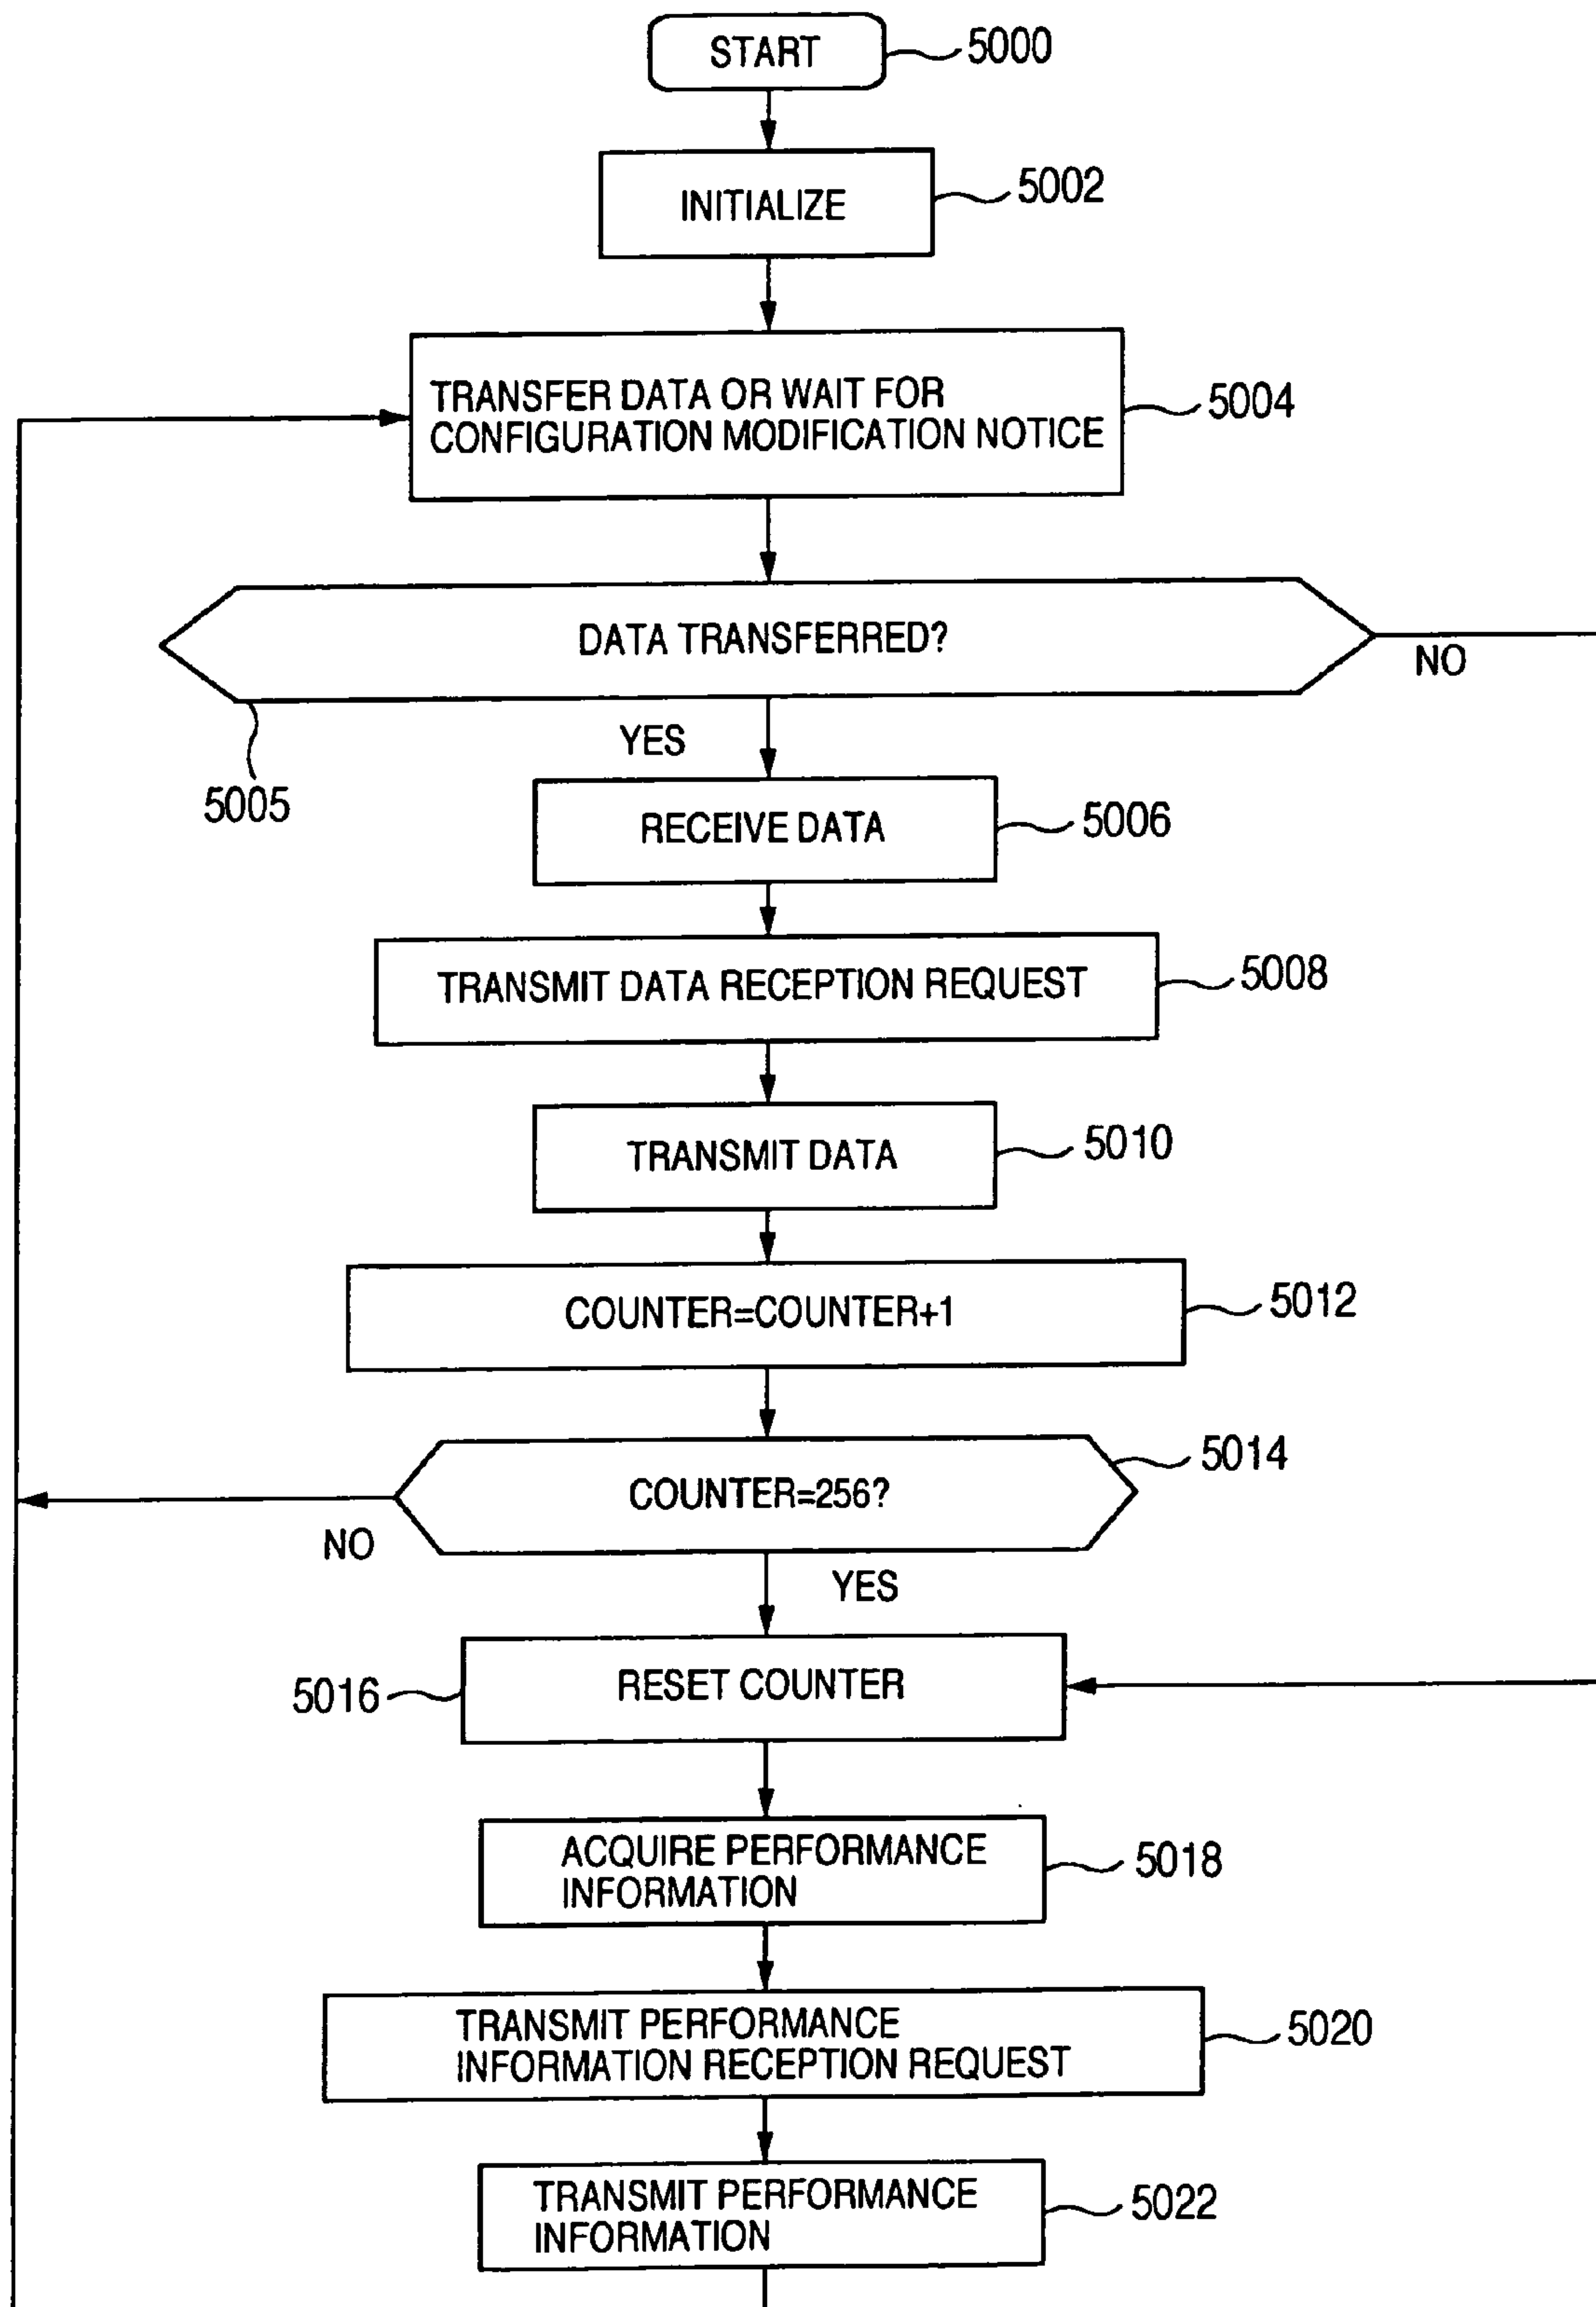 START
5000
INITIALIZE
5002
TRANSFER DATA OR WAIT FOR
CONFIGURATION MODIFICATION NOTICE
5004
DATA TRANSFERRED?
NO
YES
5005
RECEIVE DATA
5006
TRANSMIT DATA RECEPTION REQUEST
5008
TRANSMIT DATA
5010
COUNTER=COUNTER+1
5012
COUNTER=256?
5014
NO
YES
RESET COUNTER
5016
ACQUIRE PERFORMANCE
INFORMATION
5018
TRANSMIT PERFORMANCE
INFORMATION RECEPTION REQUEST
5020
TRANSMIT PERFORMANCE
INFORMATION
5022